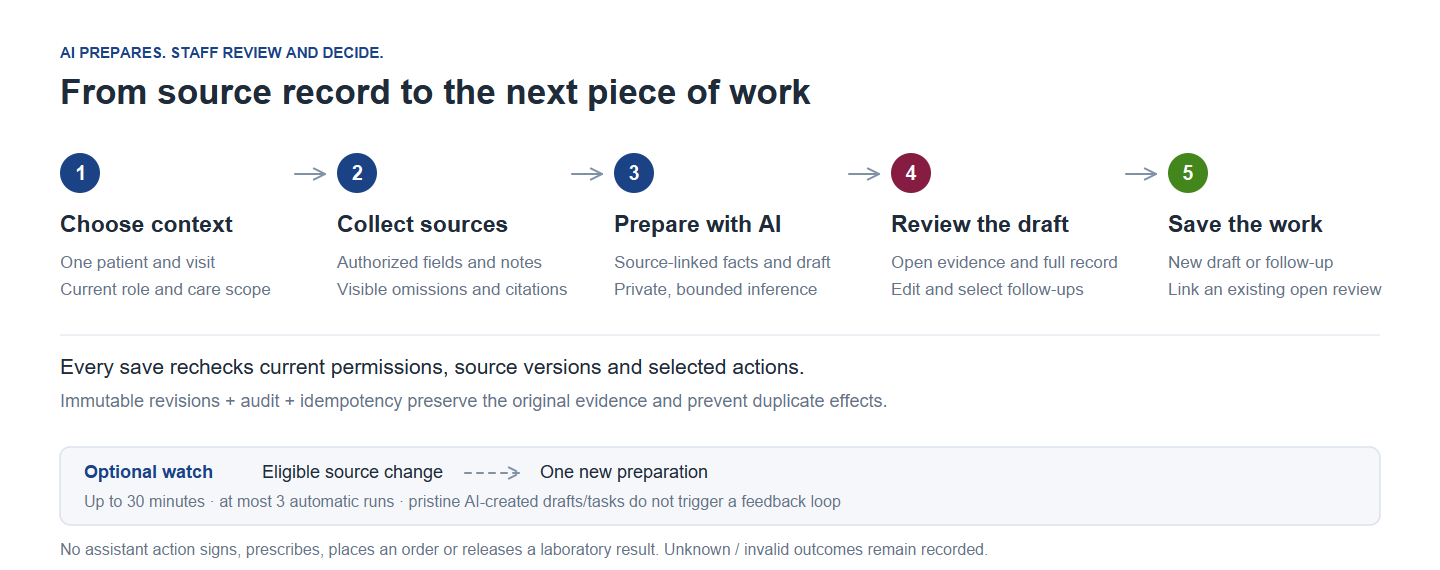 AI PREPARES. STAFF REVIEW AND DECIDE.
From source record to the next piece of work
1
2
3
4
5
Choose context
Collect sources
Prepare with AI
Review the draft
Save the work
One patient and visit
Authorized fields and notes
Source-linked facts and draft
Open evidence and full record
New draft or follow-up
Current role and care scope
Visible omissions and citations
Private, bounded inference
Edit and select follow-ups
Link an existing open review
Every save rechecks current permissions, source versions and selected actions.
Immutable revisions + audit + idempotency preserve the original evidence and prevent duplicate effects.
Optional watch Eligible source change One new preparation
Up to 30 minutes · at most 3 automatic runs · pristine AI-created drafts/tasks do not trigger a feedback loop
No assistant action signs, prescribes, places an order or releases a laboratory result. Unknown / invalid outcomes remain recorded.